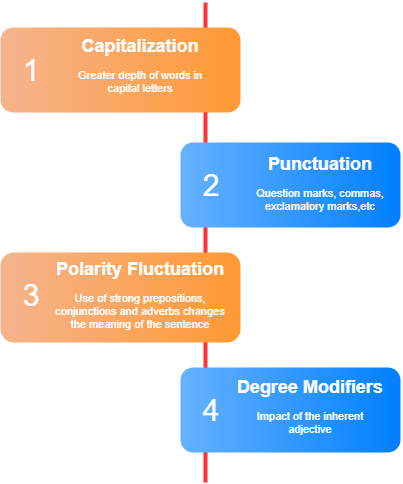 1
Capitalization
Greater depth of words in
capital letters
2
Punctuation
Question marks, commas,
exclamatory marks,etc
3
Polarity Fluctuation
Use of strong prepositions,
conjunctions and adverbs changes
the meaning of the sentence
4
Degree Modifiers
Impact of the inherent
adjective